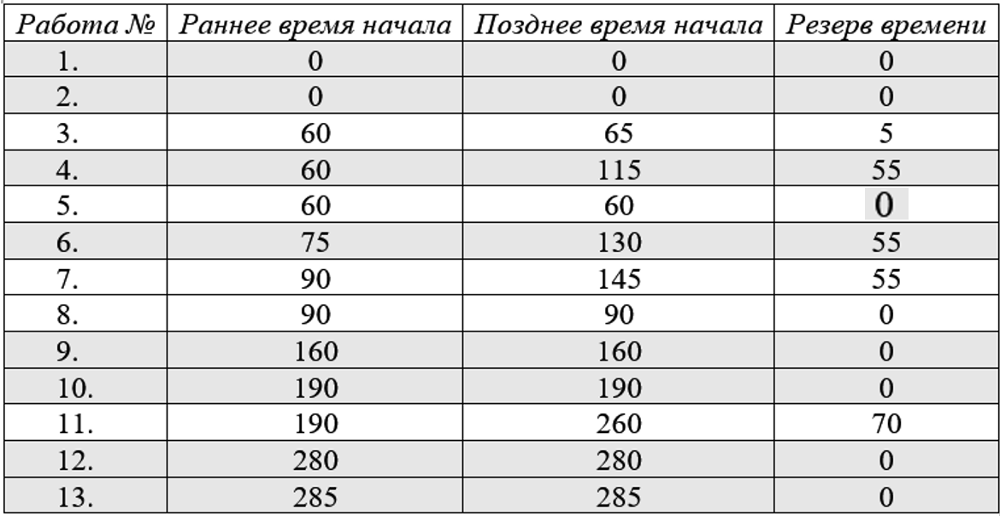 Работа № Раннее время начала Позднее время начала Резерв времени
1. 0 0 0
2. 0 0 0
3. 60 65 5
4. 60 115 55
5. 60 60 0
6. 75 130 55
7. 90 145 55
8. 90 90 0
9. 160 160 0
10. 190 190 0
11. 190 260 70
12. 280 280 0
13. 285 285 0